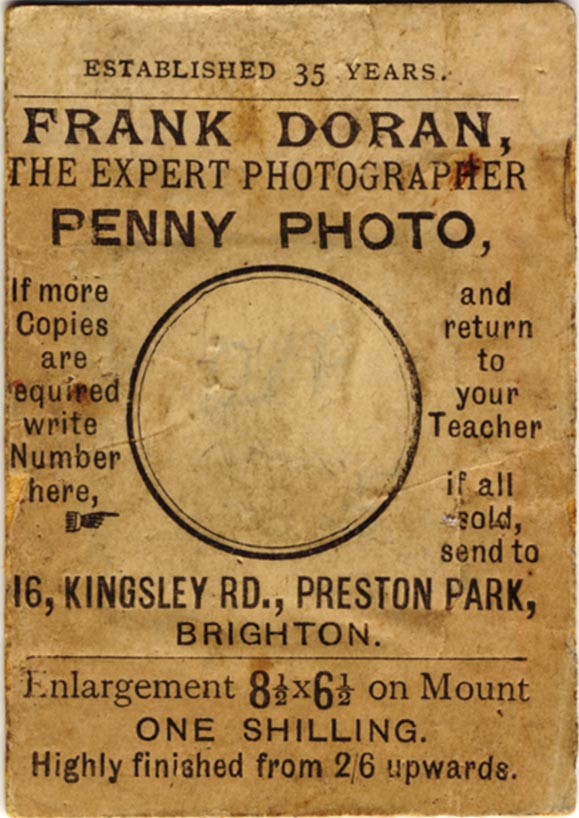 ESTABLISHED 35 YEARS.
FRANK DORAN,
THE EXPERT PHOTOGRAPHER
PENNY PHOTO,
If more
Copies
are
equired
write
Number
here,
and
return
to
your
Teacher
if all
sold,
send to
16, KINGSLEY RD., PRESTON PARK,
BRIGHTON.
Enlargement 8½x6½ on Mount
ONE SHILLING.
Highly finished from 2/6 upwards.